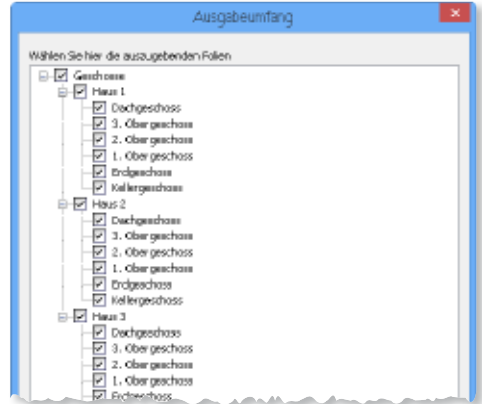 Ausgabeumfang
Wählen Sie hier die auszugebenden Folien
Geschosse
Haus 1
Dachgeschoss
3. Obergeschoss
2. Obergeschoss
1. Obergeschoss
Erdgeschoss
Kellergeschoss
Haus 2
Dachgeschoss
3. Obergeschoss
2. Obergeschoss
1. Obergeschoss
Erdgeschoss
Kellergeschoss
Haus 3
Dachgeschoss
3. Obergeschoss
2. Obergeschoss
1. Obergeschoss
Erdgeschoss